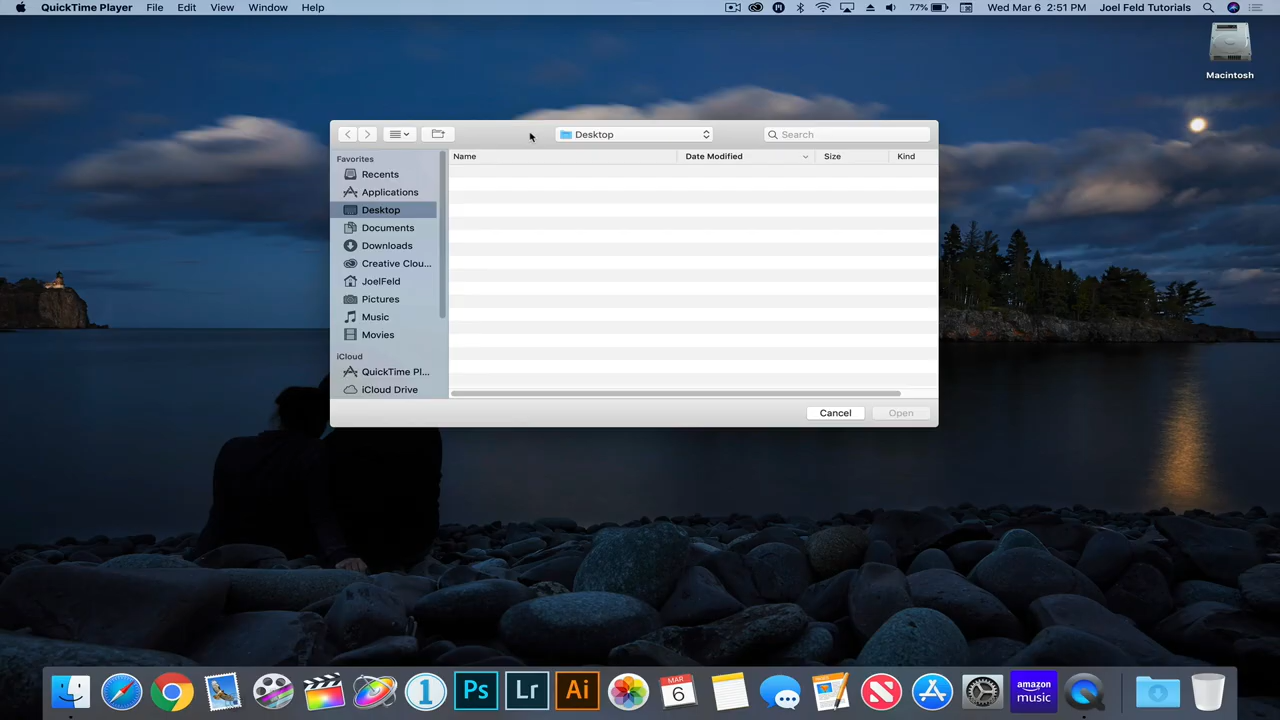 QuickTime Player File Edit View Window Help 77% Wed Mar 6 2:51 PM Joel Feld Tutorials
Macintosh
Desktop Search
Favorites
Name Date Modified Size Kind
Recents
Applications
Desktop
Documents
Downloads
Creative Clou...
JoelFeld
Pictures
Music
Movies
iCloud
QuickTime Pl...
iCloud Drive
Cancel Open
1 Ps Lr Ai MAR 6 N amazon music